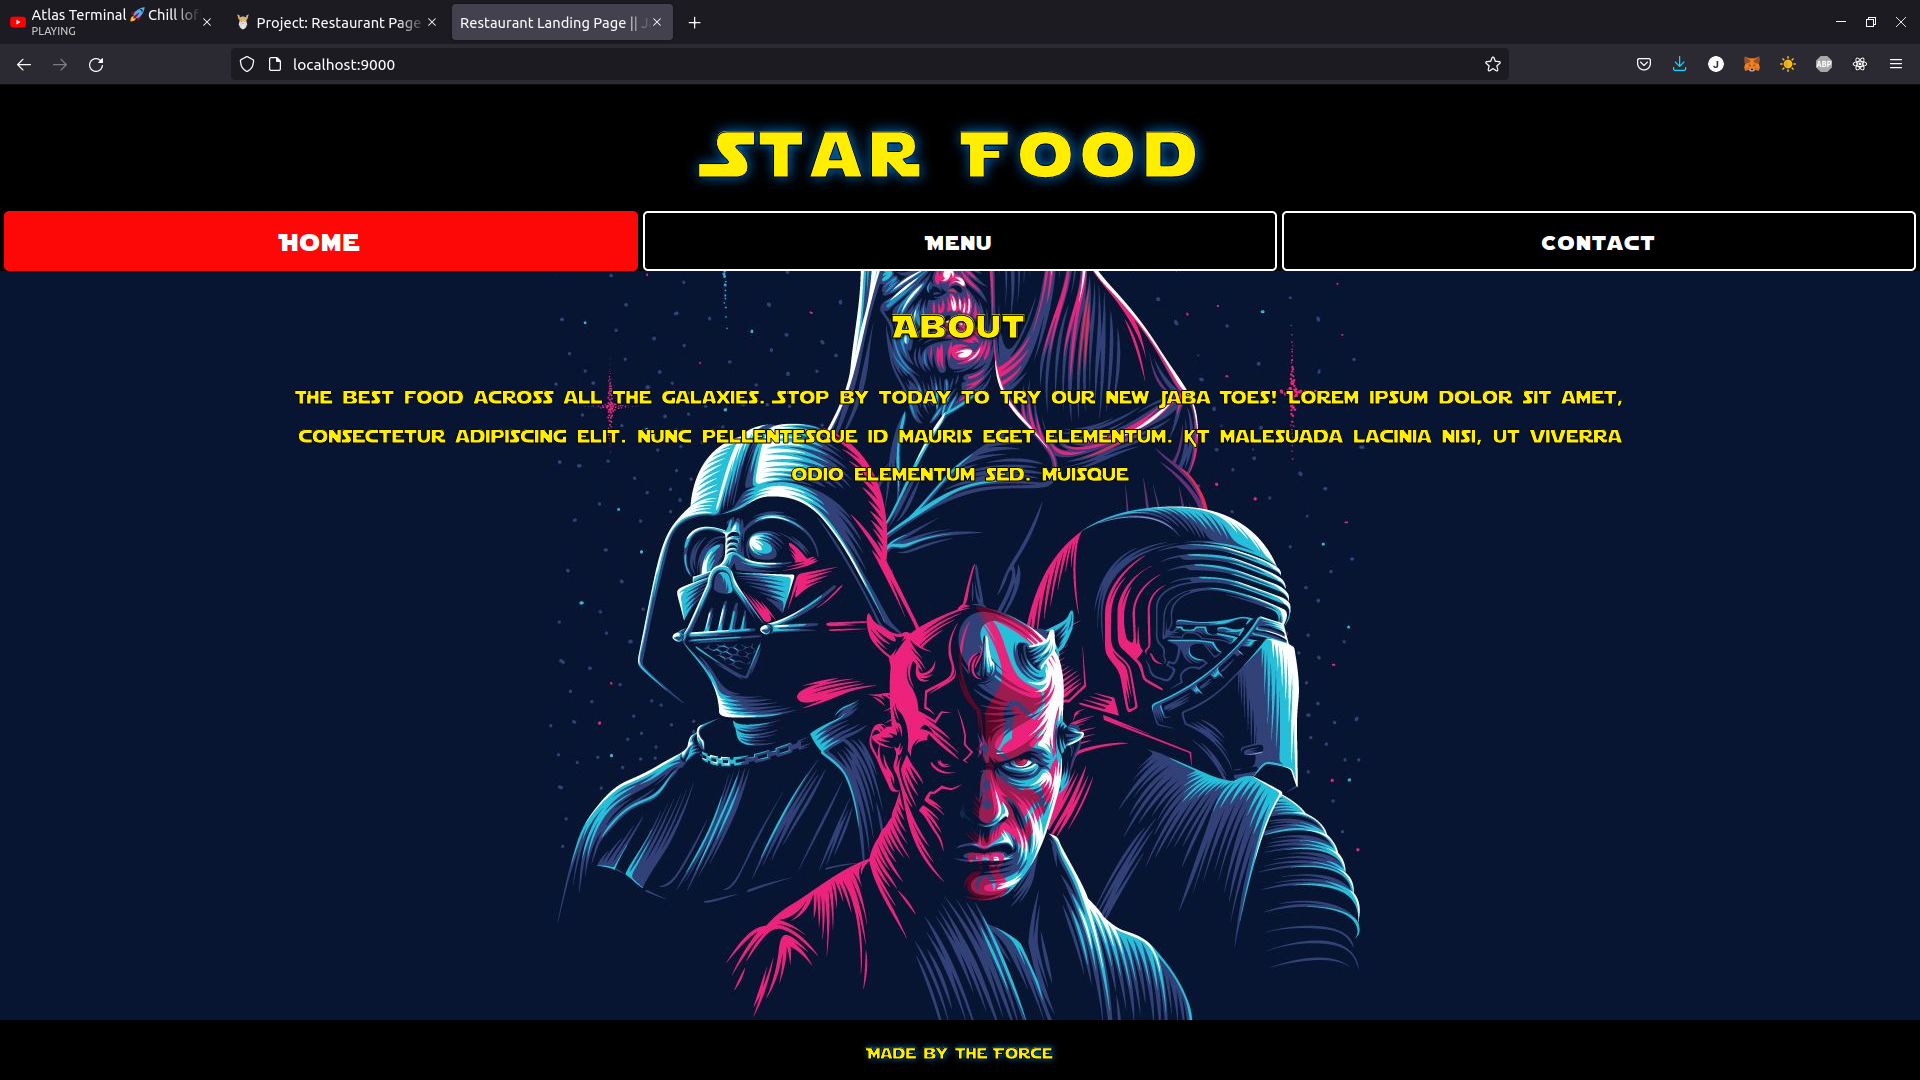 Atlas Terminal 🚀 Chill lof
PLAYING
Project: Restaurant Page
Restaurant Landing Page || J
localhost:9000
J
ABP
STAR FOOD
HOME
MENU
CONTACT
ABOUT
THE BEST FOOD ACROSS ALL THE GALAXIES. STOP BY TODAY TO TRY OUR NEW JABA TOES! LOREM IPSUM DOLOR SIT AMET,
CONSECTETUR ADIPISCING ELIT. NUNC PELLENTESQUE ID MAURIS EGET ELEMENTUM. KT MALESUADA LACINIA NISI, UT VIVERRA
ODIO ELEMENTUM SED. MUISQUE
MADE BY THE FORCE